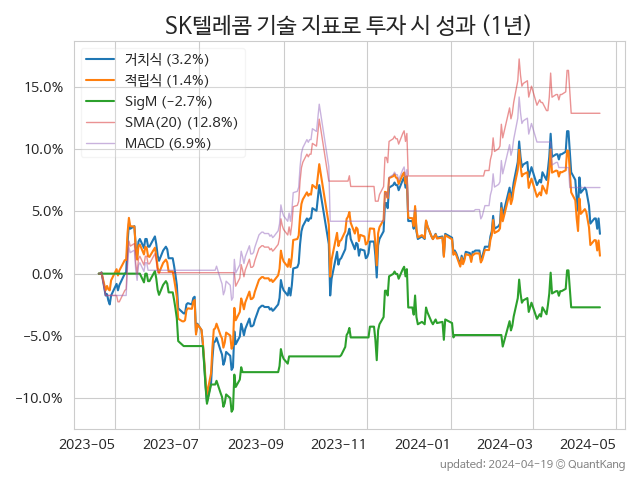 SK텔레콤 기술 지표로 투자 시 성과 (1년)
거치식 (3.2%)
적립식 (1.4%)
SigM (−2.7%)
SMA(20) (12.8%)
MACD (6.9%)
15.0%
10.0%
5.0%
0.0%
−5.0%
−10.0%
2023−05 2023−07 2023−09 2023−11 2024−01 2024−03 2024−05
updated: 2024−04−19 © QuantKang